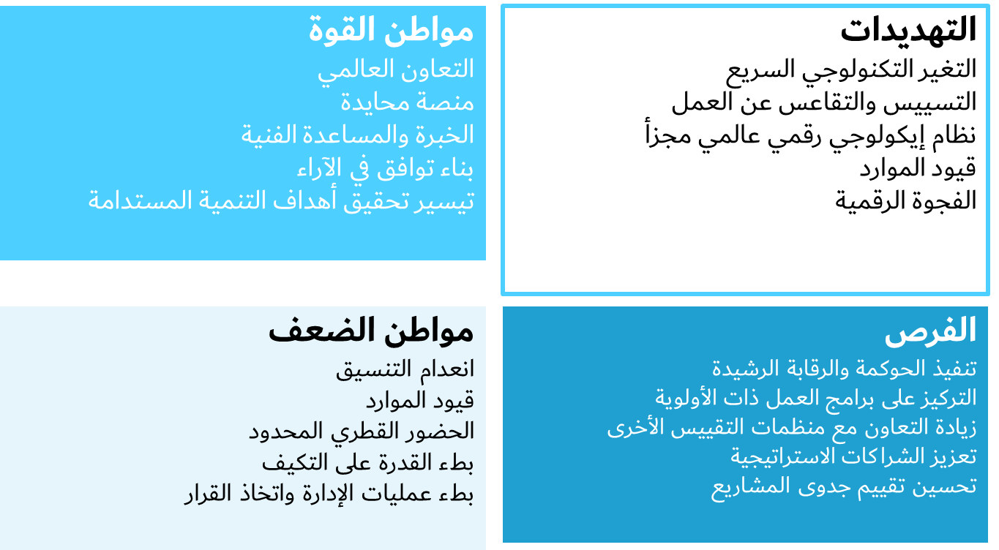 التهديدات
التغير التكنولوجي السريع
التسييس والتقاعس عن العمل
نظام إيكولوجي رقمي عالمي مجزأ
قيود الموارد
الفجوة الرقمية
مواطن القوة
التعاون العالمي
منصة محايدة
الخبرة والمساعدة الفنية
بناء توافق في الآراء
تيسير تحقيق أهداف التنمية المستدامة
الفرص
تنفيذ الحوكمة والرقابة الرشيدة
التركيز على برامج العمل ذات الأولوية
زيادة التعاون مع منظمات التقييس الأخرى
تعزيز الشراكات الاستراتيجية
تحسين تقييم جدوى المشاريع
مواطن الضعف
انعدام التنسيق
قيود الموارد
الحضور القطري المحدود
بطء القدرة على التكيف
بطء عمليات الإدارة واتخاذ القرار